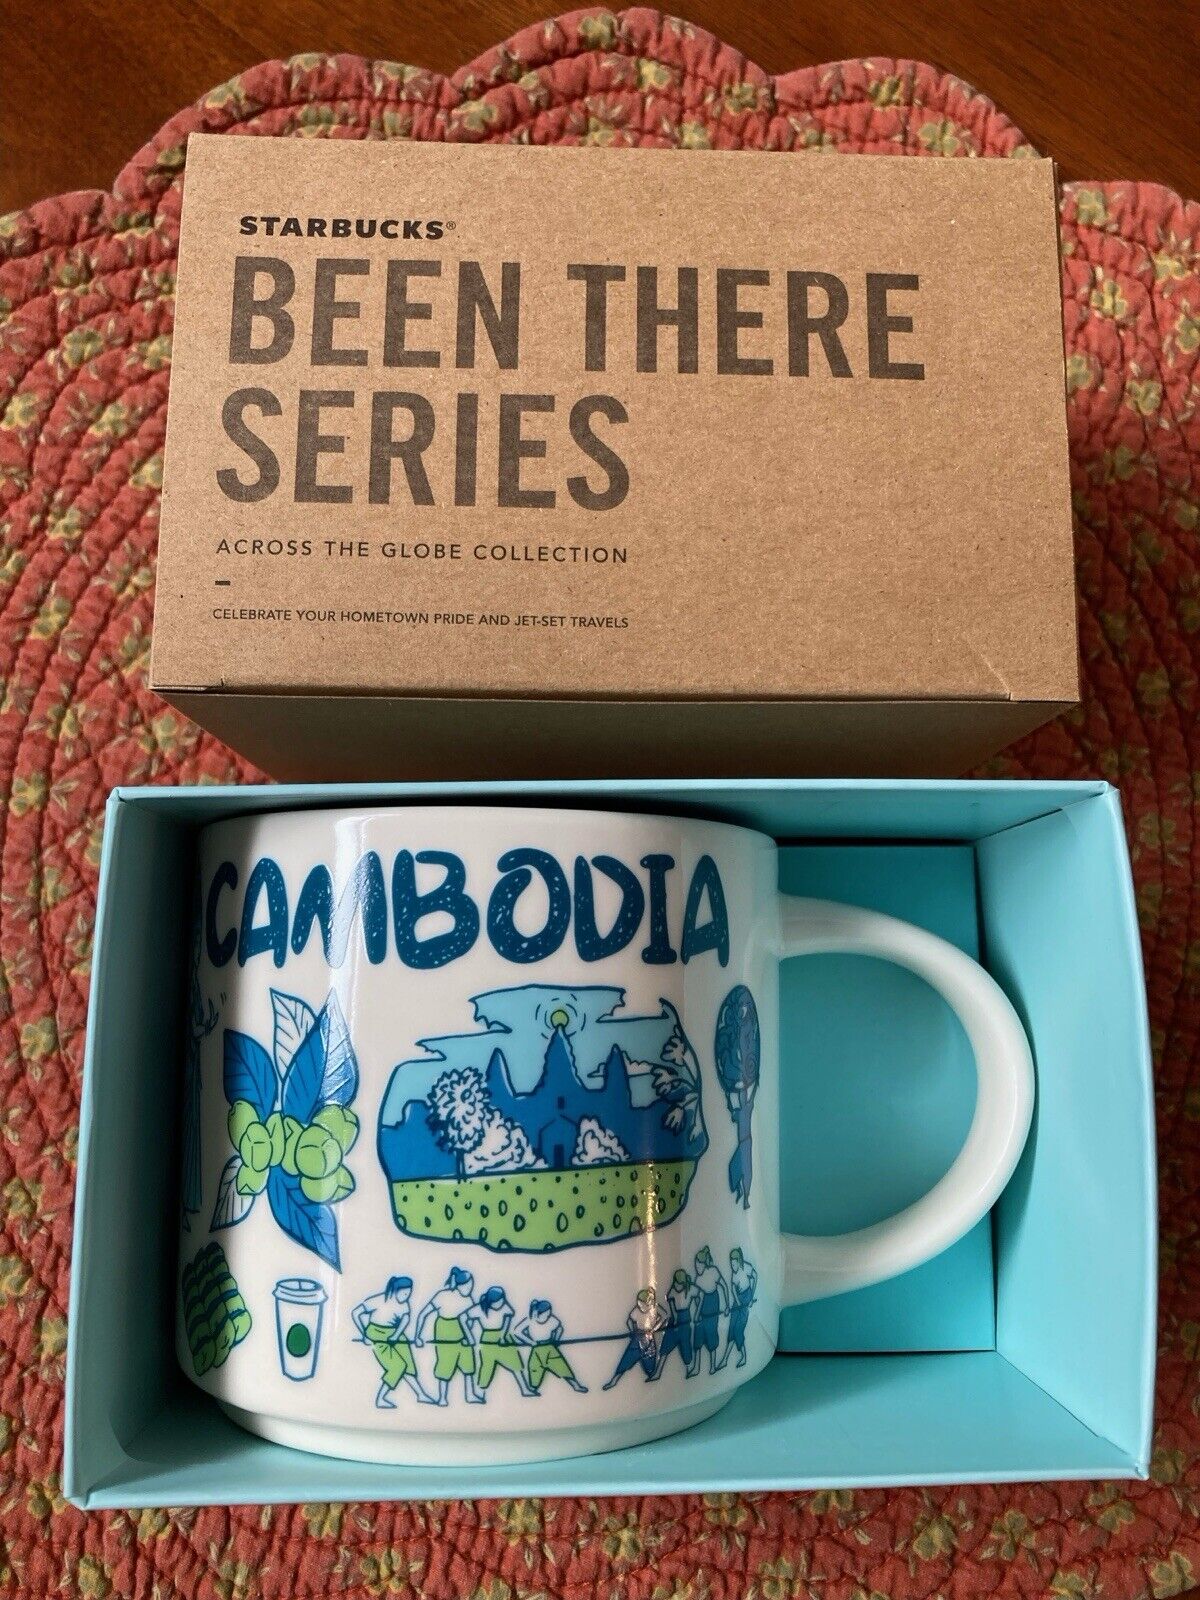 STARBUCKS®
BEEN THERE
SERIES
ACROSS THE GLOBE COLLECTION
CELEBRATE YOUR HOMETOWN PRIDE AND JET-SET TRAVELS
CAMBODIA